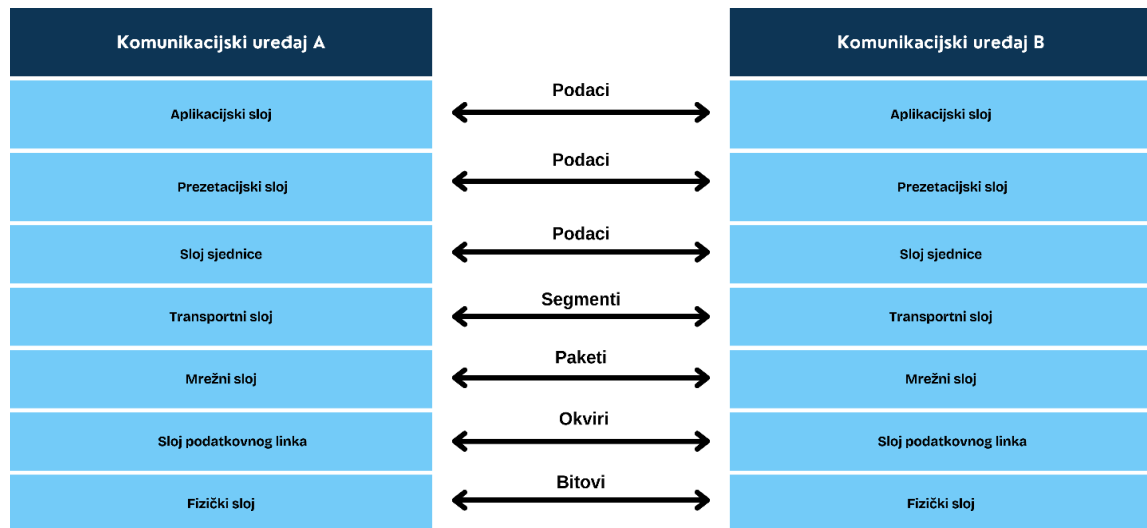 Komunikacijski uređaj A
Komunikacijski uređaj B
Aplikacijski sloj
Podaci
Aplikacijski sloj
Prezetacijski sloj
Podaci
Prezetacijski sloj
Sloj sjednice
Podaci
Sloj sjednice
Transportni sloj
Segmenti
Transportni sloj
Mrežni sloj
Paketi
Mrežni sloj
Sloj podatkovnog linka
Okviri
Sloj podatkovnog linka
Fizički sloj
Bitovi
Fizički sloj